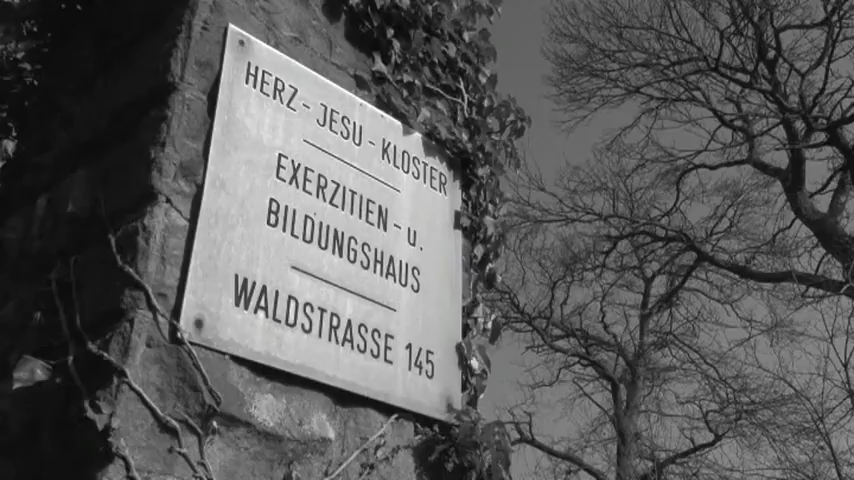 HERZ-JESU-KLOSTER
EXERZITIEN-u.
BILDUNGSHAUS
WALDSTRASSE 145